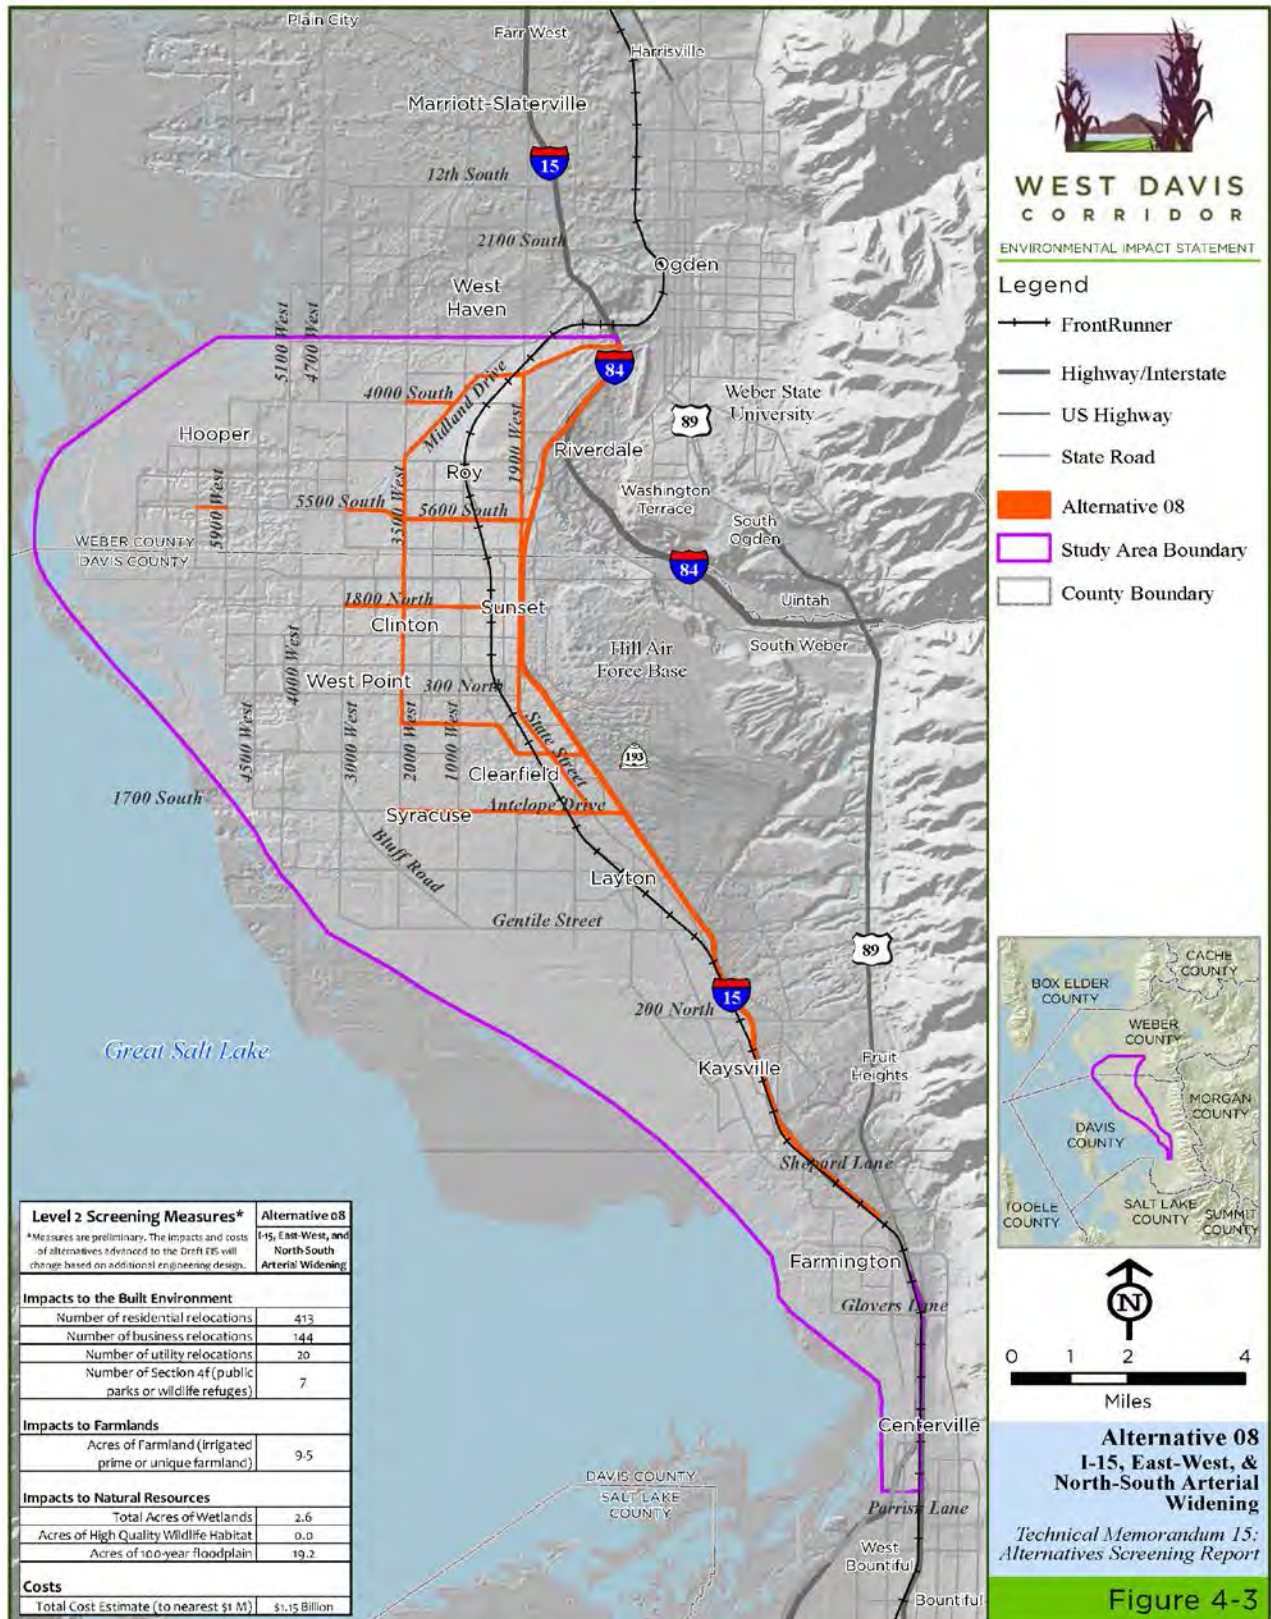 Plain City
Farr West
Harrisville
Marriott-Slaterville
15
12th South
2100 South
Ogden
West
Haven
5100 West
4700 West
84
4000 South
Midland Drive
1900 West
Weber State
University
89
Hooper
Riverdale
Roy
Washington
Terrace
5500 South
3500 West
5600 South
5900 West
South
Ogden
WEBER COUNTY
DAVIS COUNTY
84
1800 North
Sunset
Uintah
Clinton
South Weber
Hill Air
Force Base
4000 West
West Point
300 North
4500 West
3000 West
2000 West
1000 West
State Street
193
Clearfield
1700 South
Antelope Drive
Syracuse
Bluff Road
Layton
Gentile Street
89
15
200 North
Great Salt Lake
Kaysville
Fruit
Heights
Shepard Lane
Farmington
Glovers Lane
Centerville
DAVIS COUNTY
SALT LAKE
COUNTY
Parrish Lane
West
Bountiful
Bountiful
Level 2 Screening Measures*
*Measures are preliminary. The impacts and costs
of alternatives advanced to the Draft EIS will
change based on additional engineering design.
Alternative 08
I-15, East-West, and
North-South
Arterial Widening
Impacts to the Built Environment
Number of residential relocations 413
Number of business relocations 144
Number of utility relocations 20
Number of Section 4f (public
parks or wildlife refuges) 7
Impacts to Farmlands
Acres of Farmland (irrigated
prime or unique farmland) 9.5
Impacts to Natural Resources
Total Acres of Wetlands 2.6
Acres of High Quality Wildlife Habitat 0.0
Acres of 100-year floodplain 19.2
Costs
Total Cost Estimate (to nearest $1 M) $1.15 Billion
WEST DAVIS
CORRIDOR
ENVIRONMENTAL IMPACT STATEMENT
Legend
FrontRunner
Highway/Interstate
US Highway
State Road
Alternative 08
Study Area Boundary
County Boundary
CACHE
COUNTY
BOX ELDER
COUNTY
WEBER
COUNTY
MORGAN
COUNTY
DAVIS
COUNTY
TOOELE
COUNTY
SALT LAKE
COUNTY
SUMMIT
COUNTY
N
0 1 2 4
Miles
Alternative 08
I-15, East-West, &
North-South Arterial
Widening
Technical Memorandum 15:
Alternatives Screening Report
Figure 4-3